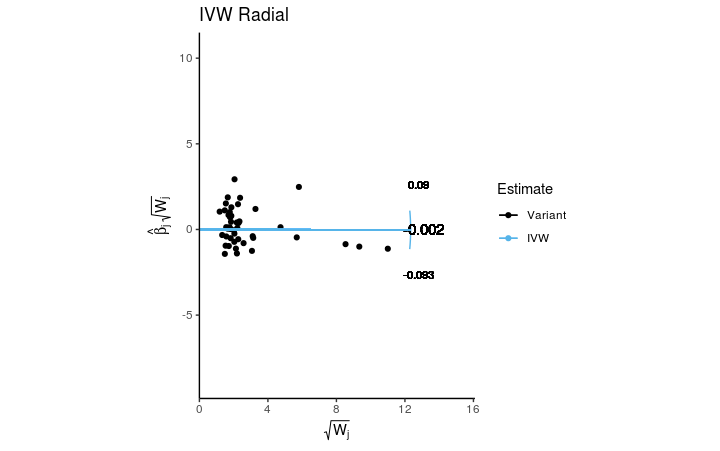 IVW Radial
10
5
0
-5
β̂j√Wj
0.09
-0.002
-0.093
0 4 8 12 16
√Wj
Estimate
Variant
IVW